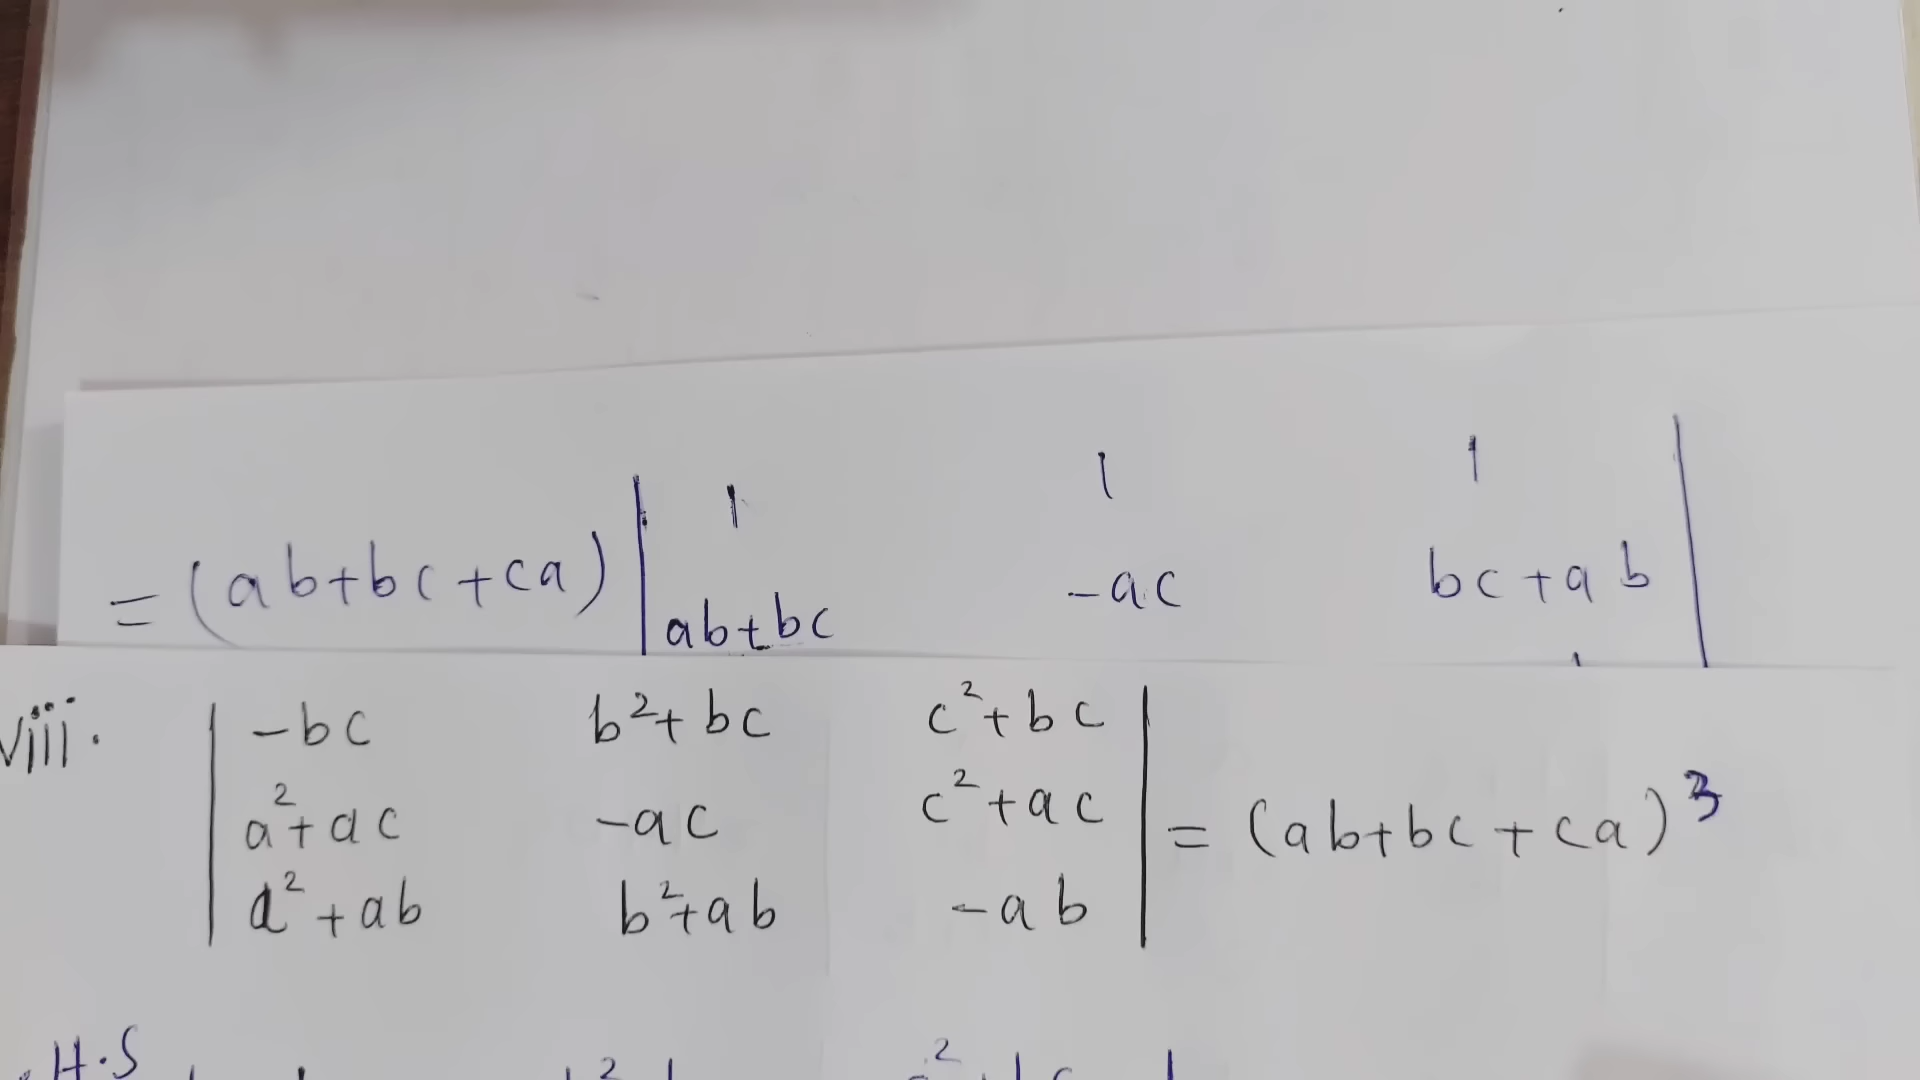 1 1 1
= (ab+bc+ca) | ab+bc -ac bc+ab |
viii. | -bc b²+bc c²+bc |
| a²+ac -ac c²+ac | = (ab+bc+ca)³
| a²+ab b²+ab -ab |
.H.S